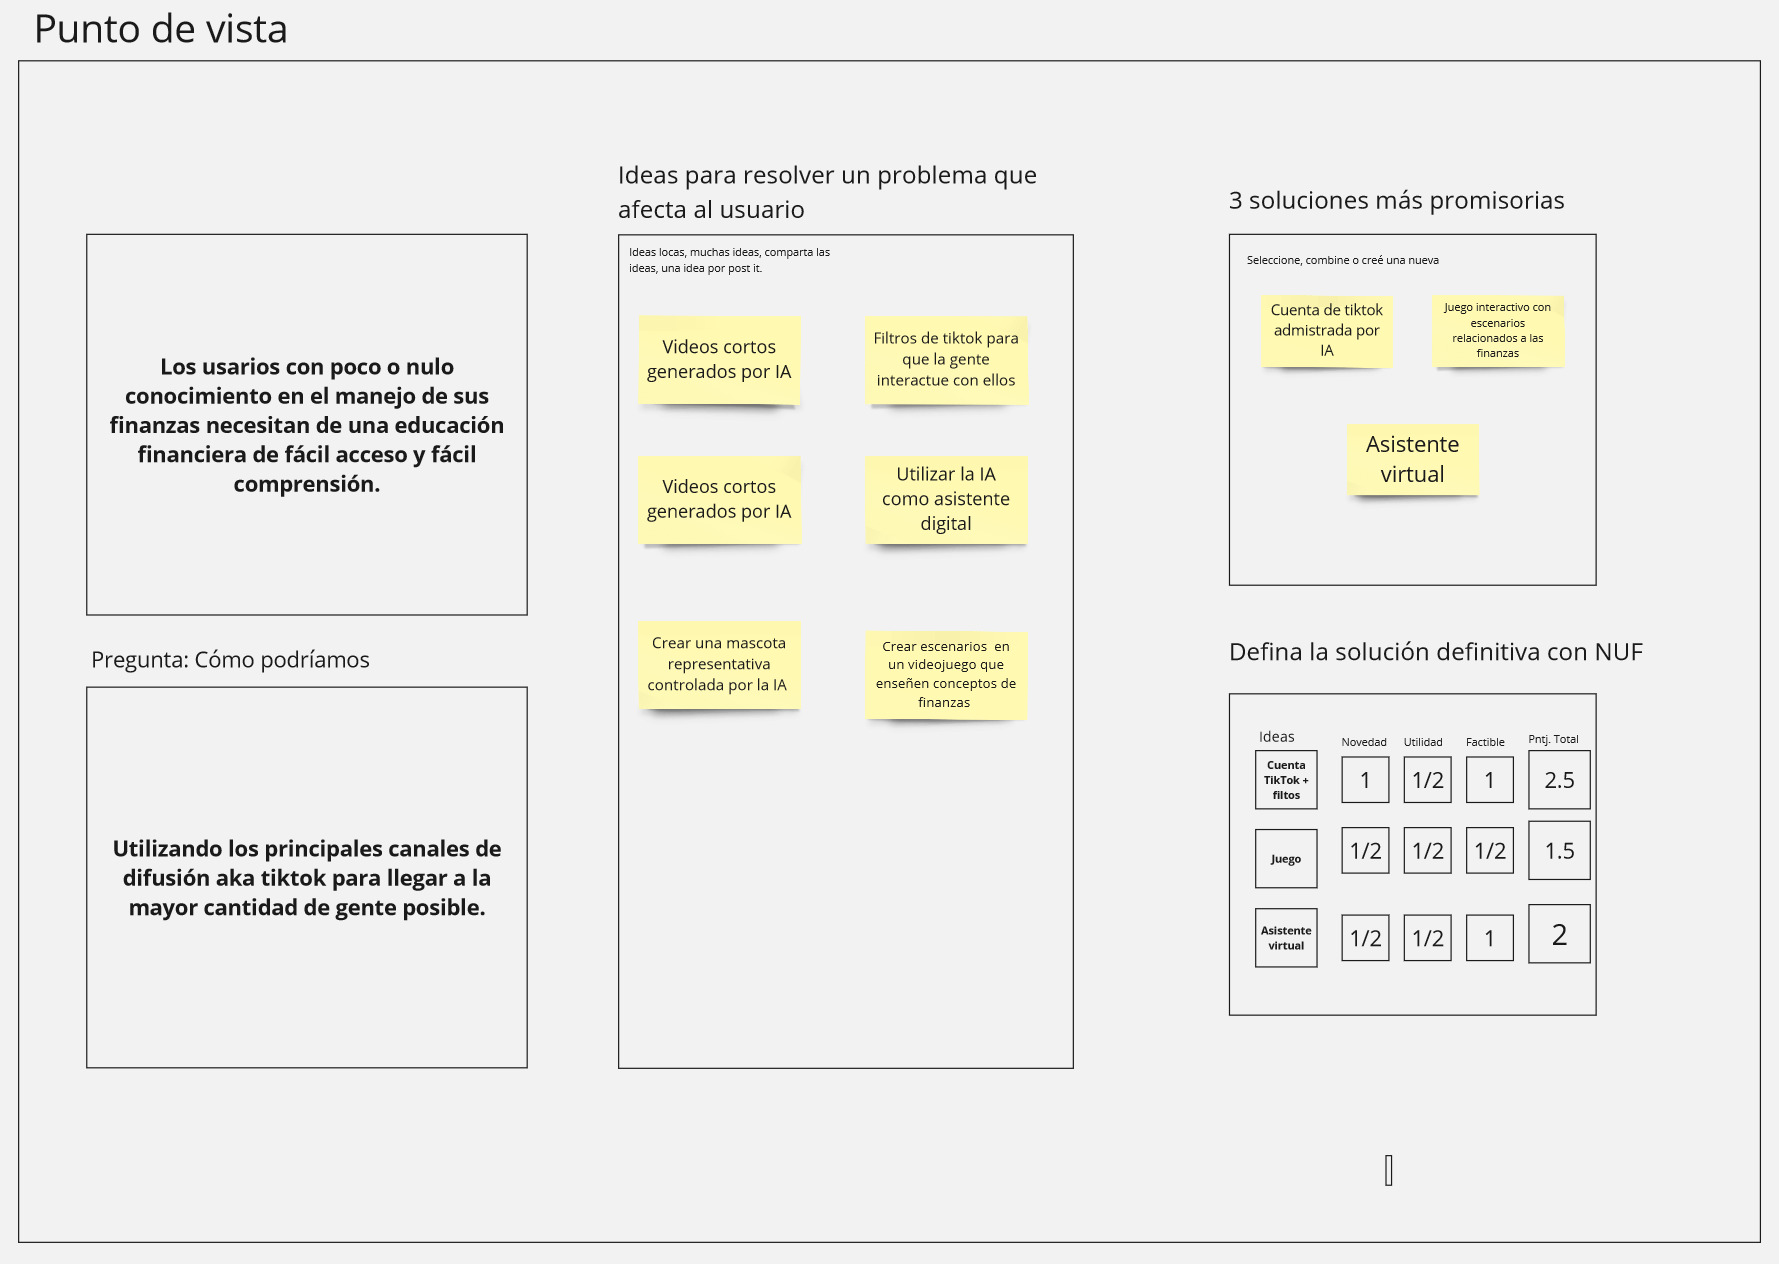 Punto de vista
Los usarios con poco o nulo
conocimiento en el manejo de sus
finanzas necesitan de una educación
financiera de fácil acceso y fácil
comprensión.
Pregunta: Cómo podríamos
Utilizando los principales canales de
difusión aka tiktok para llegar a la
mayor cantidad de gente posible.
Ideas para resolver un problema que
afecta al usuario
Ideas locas, muchas ideas, comparta las
ideas, una idea por post it.
Videos cortos
generados por IA
Filtros de tiktok para
que la gente
interactue con ellos
Videos cortos
generados por IA
Utilizar la IA
como asistente
digital
Crear una mascota
representativa
controlada por la IA
Crear escenarios en
un videojuego que
enseñen conceptos de
finanzas
3 soluciones más promisorias
Seleccione, combine o creé una nueva
Cuenta de tiktok
admistrada por
IA
Juego interactivo con
escenarios
relacionados a las
finanzas
Asistente
virtual
Defina la solución definitiva con NUF
Ideas Novedad Utilidad Factible Pntj. Total
Cuenta
TikTok +
filtos
1 1/2 1 2.5
Juego
1/2 1/2 1/2 1.5
Asistente
virtual
1/2 1/2 1 2